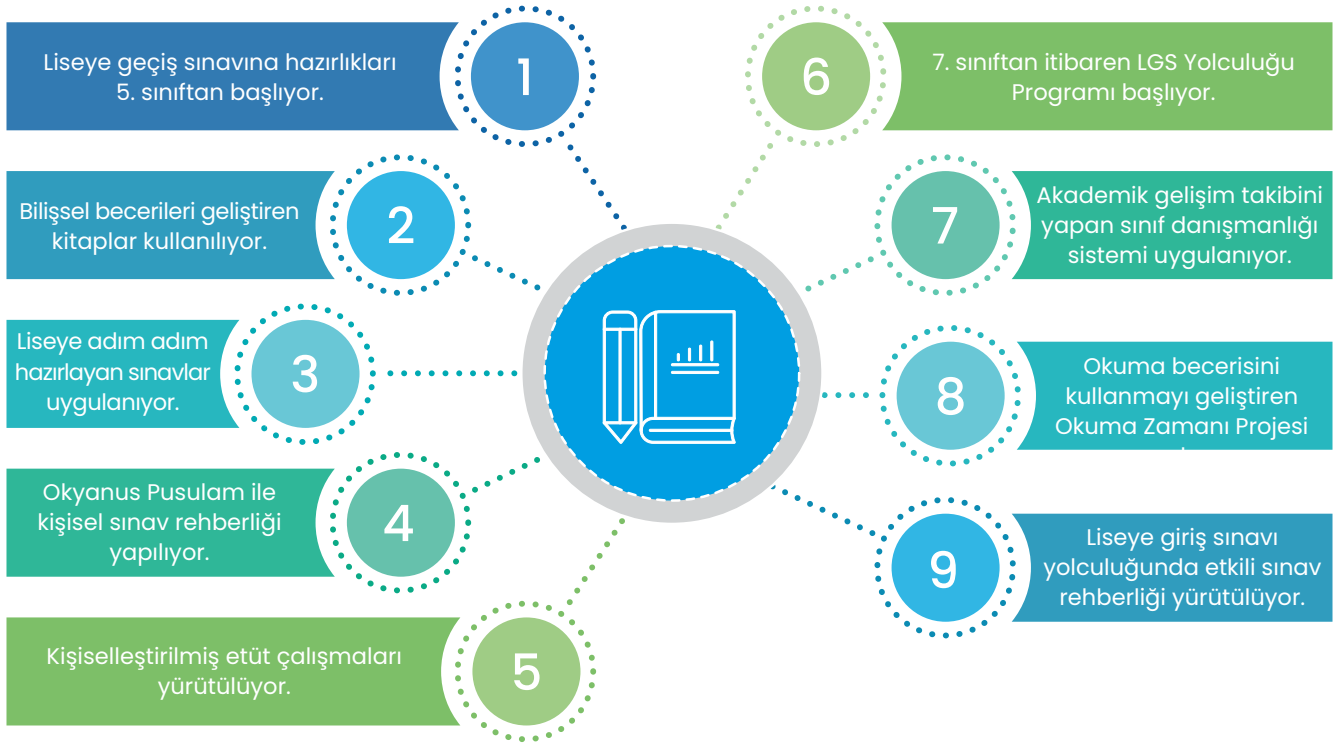 1
Liseye geçiş sınavına hazırlıkları
5. sınıftan başlıyor.
2
Bilişsel becerileri geliştiren
kitaplar kullanılıyor.
3
Liseye adım adım
hazırlayan sınavlar
uygulanıyor.
4
Okyanus Pusulam ile
kişisel sınav rehberliği
yapılıyor.
5
Kişiselleştirilmiş etüt çalışmaları
yürütülüyor.
6
7. sınıftan itibaren LGS Yolculuğu
Programı başlıyor.
7
Akademik gelişim takibini
yapan sınıf danışmanlığı
sistemi uygulanıyor.
8
Okuma becerisini
kullanmayı geliştiren
Okuma Zamanı Projesi
9
Liseye giriş sınavı
yolculuğunda etkili sınav
rehberliği yürütülüyor.